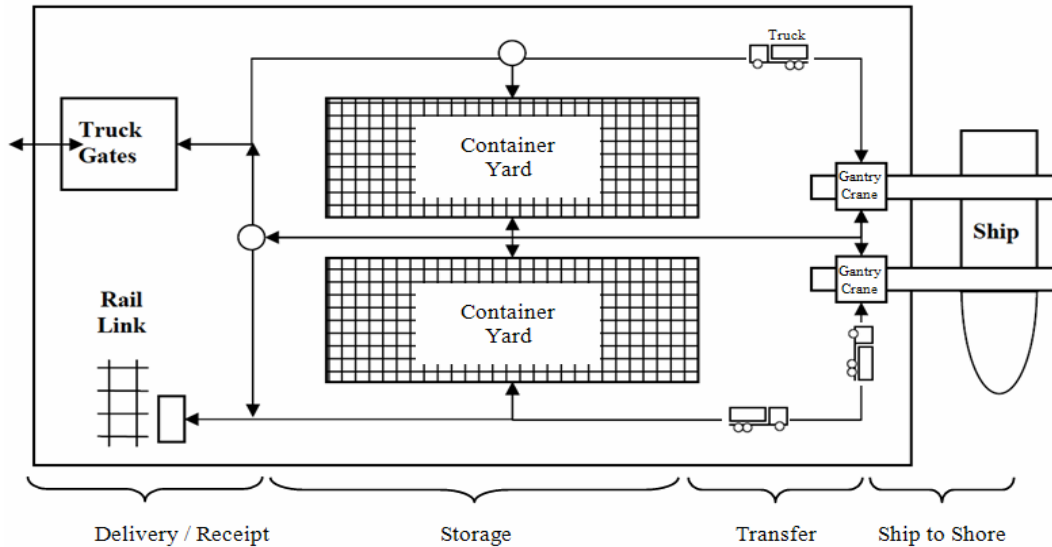 Truck
Truck
Gates
Container
Yard
Gantry
Crane
Ship
Gantry
Crane
Rail
Link
Container
Yard
Delivery / Receipt
Storage
Transfer
Ship to Shore